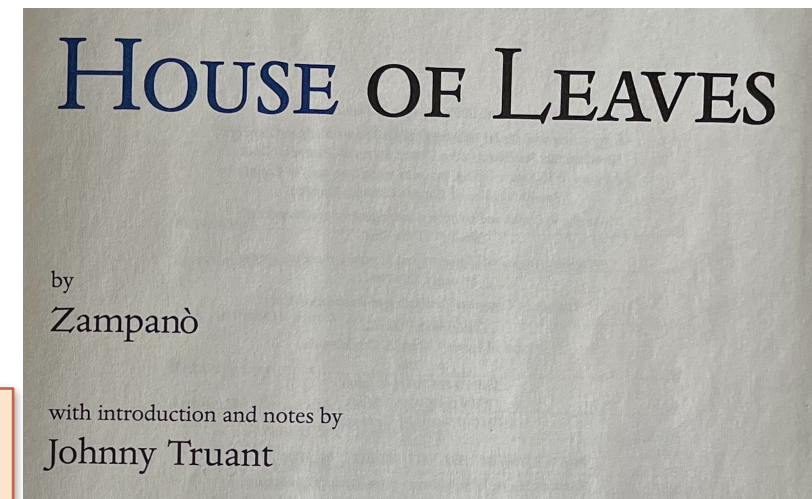 HOUSE OF LEAVES
by
Zampanò
with introduction and notes by
Johnny Truant